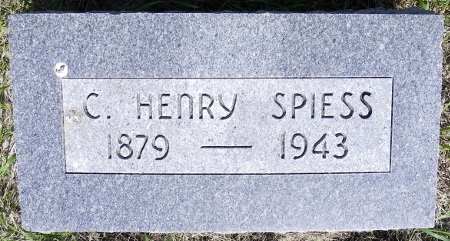 C. HENRY SPIESS
1879 — 1943